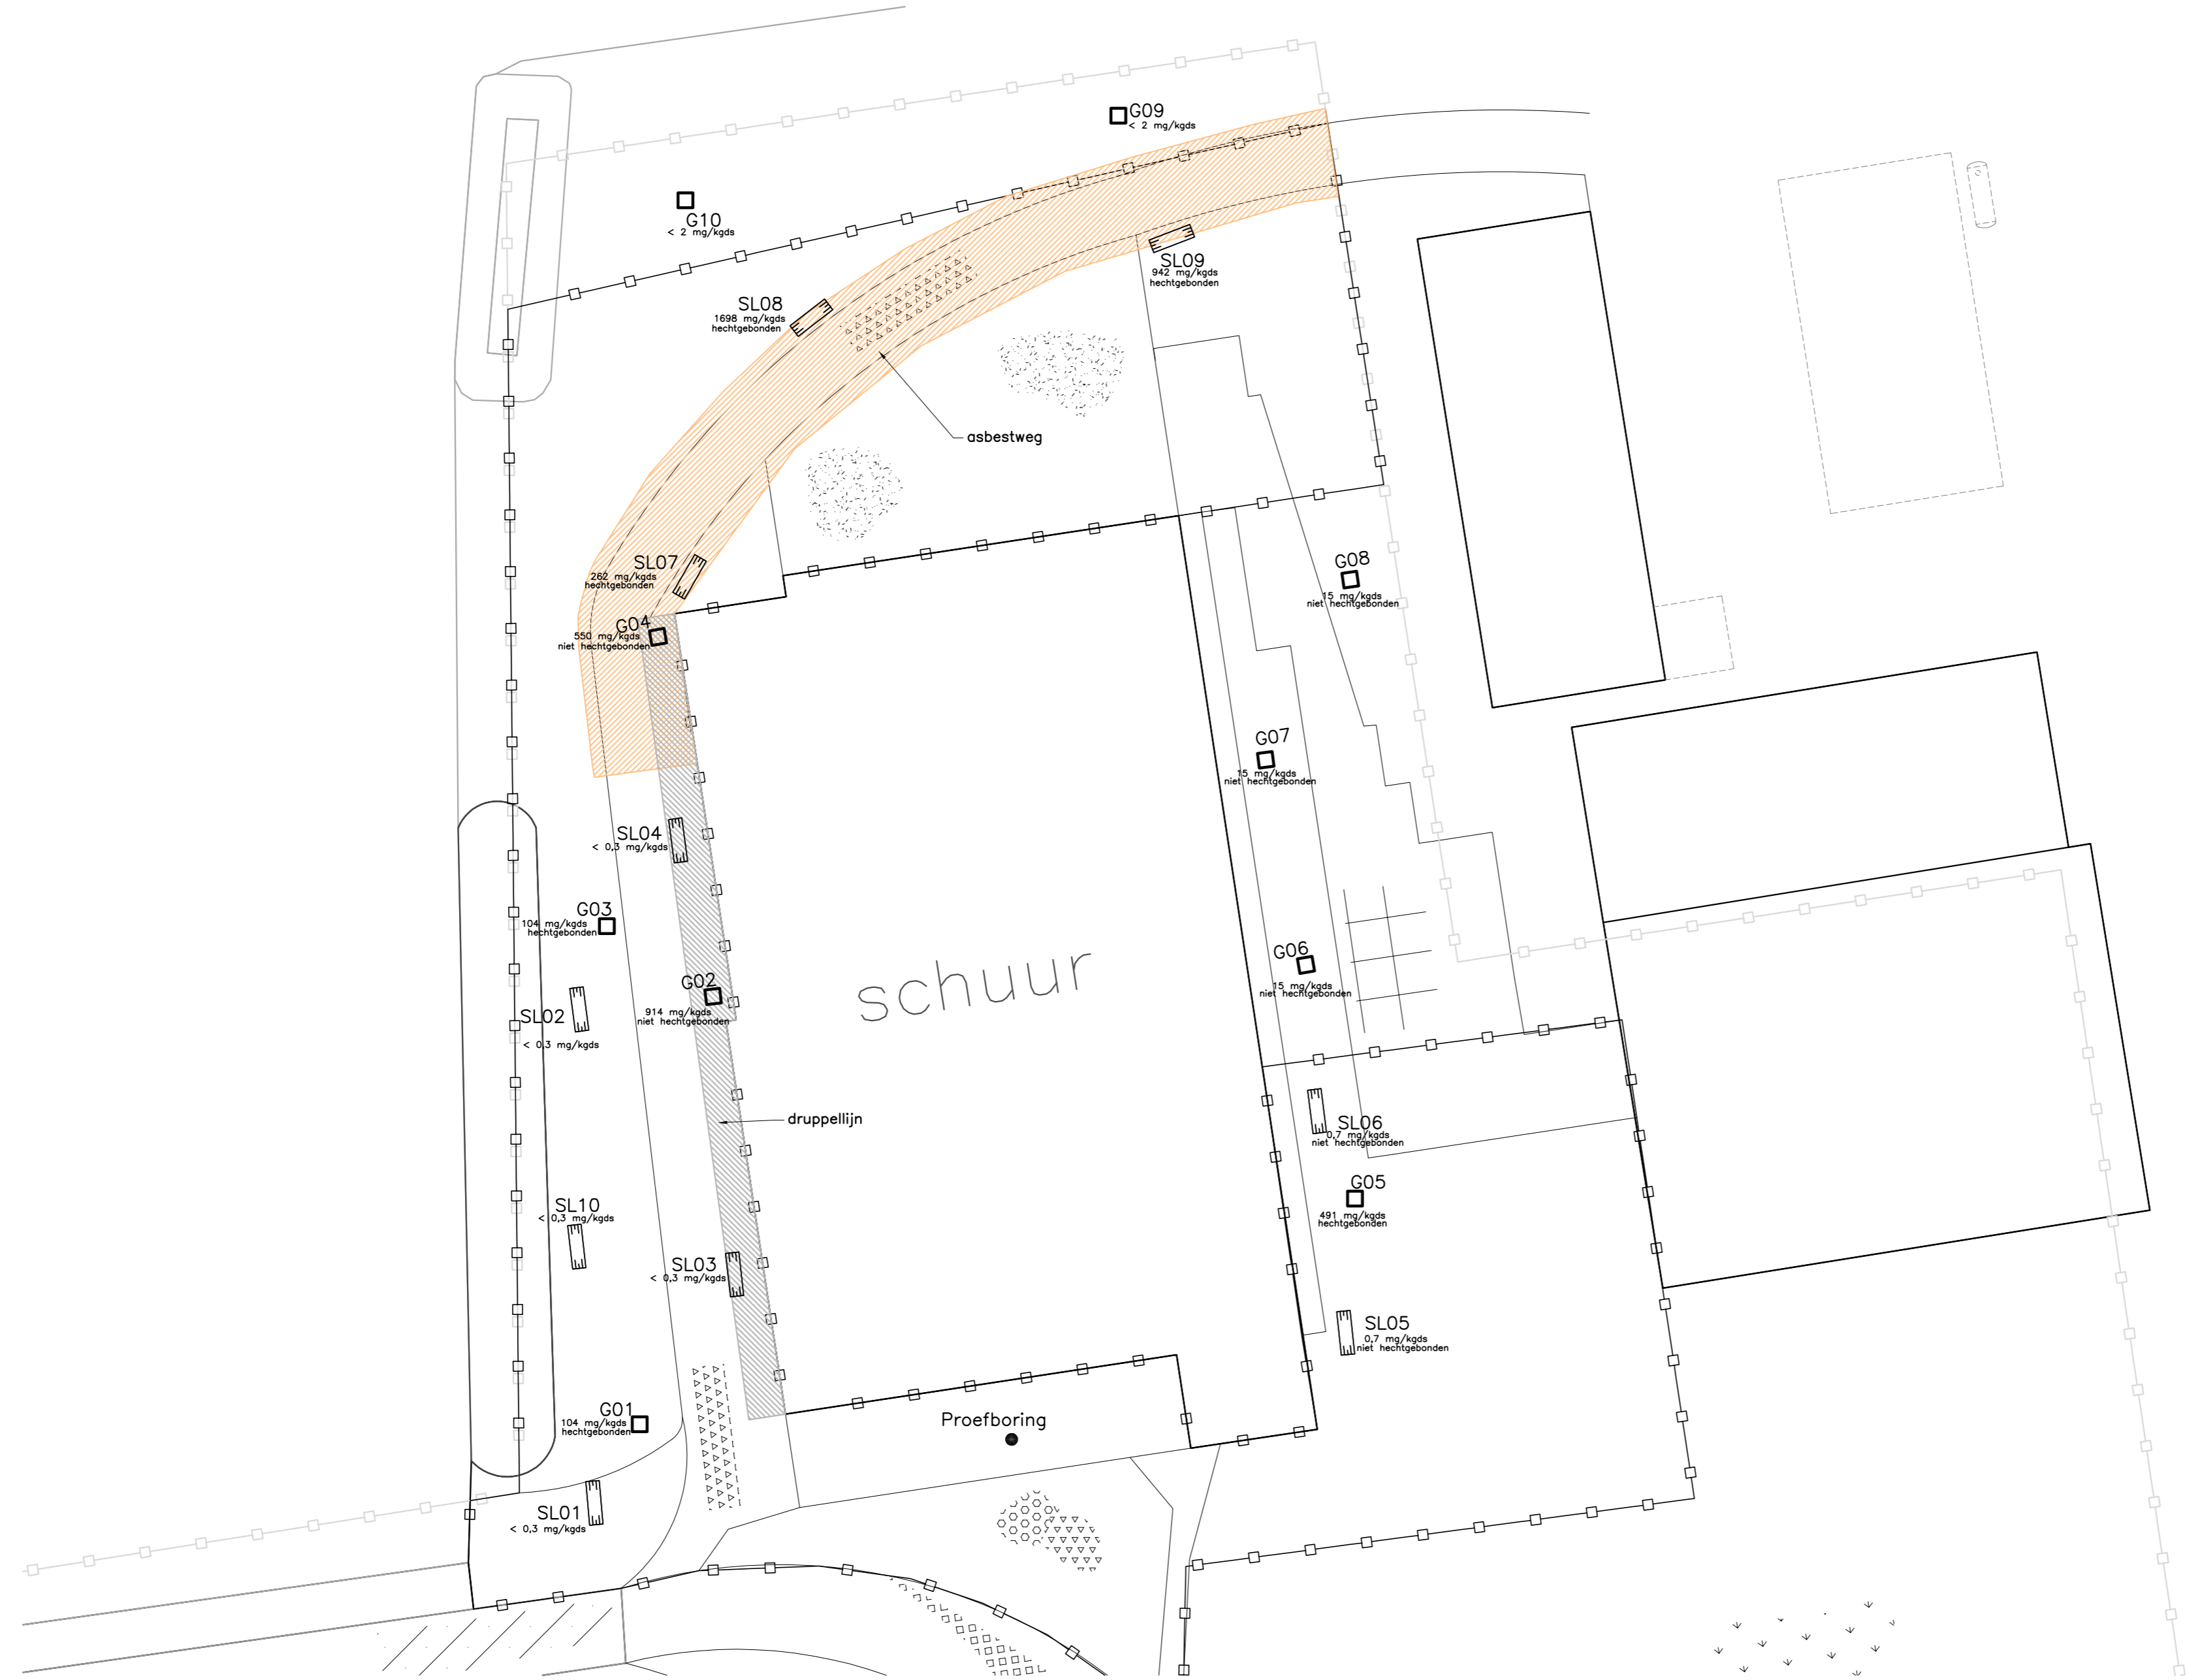 G09
< 2 mg/kgds
G10
< 2 mg/kgds
SL09
942 mg/kgds
hechtgebonden
SL08
1698 mg/kgds
hechtgebonden
asbestweg
SL07
262 mg/kgds
hechtgebonden
G08
15 mg/kgds
niet hechtgebonden
G04
550 mg/kgds
niet hechtgebonden
G07
15 mg/kgds
niet hechtgebonden
SL04
< 0,3 mg/kgds
G03
104 mg/kgds
hechtgebonden
G06
15 mg/kgds
niet hechtgebonden
schuur
G02
914 mg/kgds
niet hechtgebonden
SL02
< 0,3 mg/kgds
druppellijn
SL06
0,7 mg/kgds
niet hechtgebonden
G05
491 mg/kgds
hechtgebonden
SL10
< 0,3 mg/kgds
SL03
< 0,3 mg/kgds
SL05
0,7 mg/kgds
niet hechtgebonden
G01
104 mg/kgds
hechtgebonden
Proefboring
SL01
< 0,3 mg/kgds